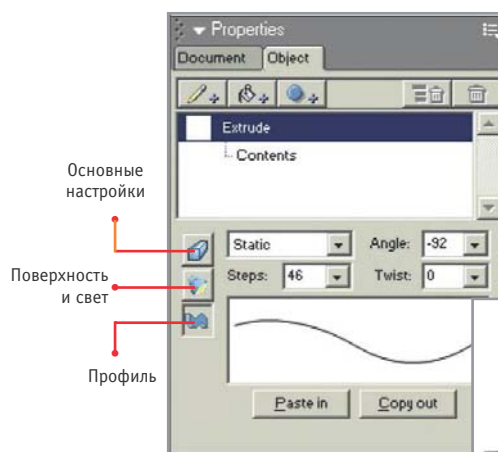 Properties
Document Object
Extrude
Contents
Основные
настройки
Static Angle: -92
Поверхность
и свет
Steps: 46 Twist: 0
Профиль
Paste in Copy out